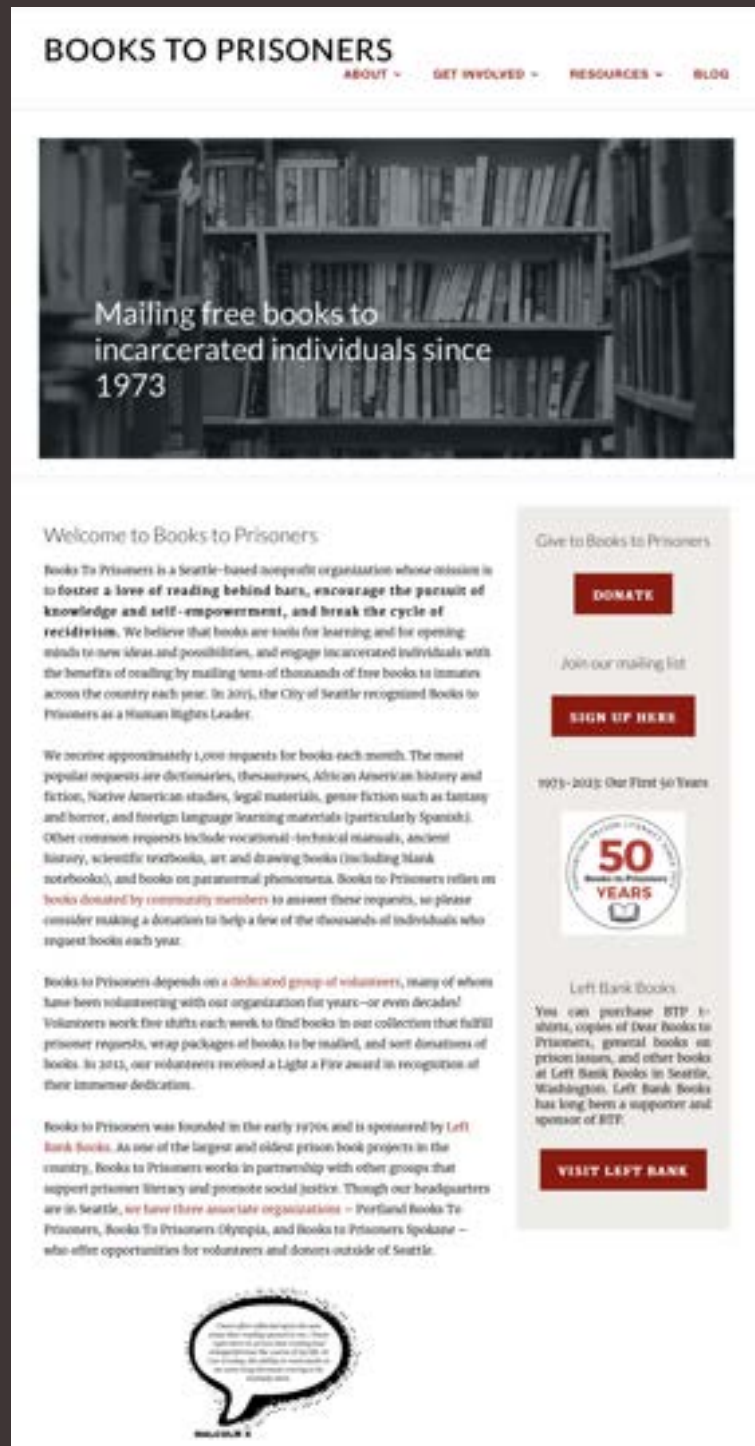 BOOKS TO PRISONERS
ABOUT
GET INVOLVED
RESOURCES
BLOG
Mailing free books to
incarcerated individuals since
1973
Welcome to Books to Prisoners
Books To Prisoners is a Seattle-based nonprofit organization whose mission is
to foster a love of reading behind bars, encourage the pursuit of
knowledge and self-empowerment, and break the cycle of
recidivism. We believe that books are tools for learning and for opening
minds to new ideas and possibilities, and engage incarcerated individuals with
the benefits of reading by mailing tens of thousands of free books to inmates
across the country each year. In 2015, the City of Seattle recognized Books to
Prisoners as a Human Rights Leader.
We receive approximately 1,000 requests for books each month. The most
popular requests are dictionaries, thesauruses, African American history and
fiction, Native American studies, legal materials, genre fiction such as fantasy
and horror, and foreign language learning materials (particularly Spanish).
Other common requests include vocational-technical manuals, ancient
history, scientific textbooks, art and drawing books (including blank
notebooks), and books on paranormal phenomena. Books to Prisoners relies on
books donated by community members to answer these requests, so please
consider making a donation to help a few of the thousands of individuals who
request books each year.
Books to Prisoners depends on a dedicated group of volunteers, many of whom
have been volunteering with our organization for years—or even decades!
Volunteers work five shifts each week to find books in our collection that fulfill
prisoner requests, wrap packages of books to be mailed, and sort donations of
books. In 2012, our volunteers received a Light a Fire award in recognition of
their immense dedication.
Books to Prisoners was founded in the early 1970s and is sponsored by Left
Bank Books. As one of the largest and oldest prison book projects in the
country, Books to Prisoners works in partnership with other groups that
support prisoner literacy and promote social justice. Though our headquarters
are in Seattle, we have three associate organizations – Portland Books To
Prisoners, Books To Prisoners Olympia, and Books to Prisoners Spokane –
who offer opportunities for volunteers and donors outside of Seattle.
MALCOLM X
Give to Books to Prisoners
DONATE
Join our mailing list
SIGN UP HERE
1973-2023: Our First 50 Years
50
Books to Prisoners
YEARS
Left Bank Books
You can purchase BTP t-
shirts, copies of Dear Books to
Prisoners, general books on
prison issues, and other books
at Left Bank Books in Seattle,
Washington. Left Bank Books
has long been a supporter and
sponsor of BTP.
VISIT LEFT BANK